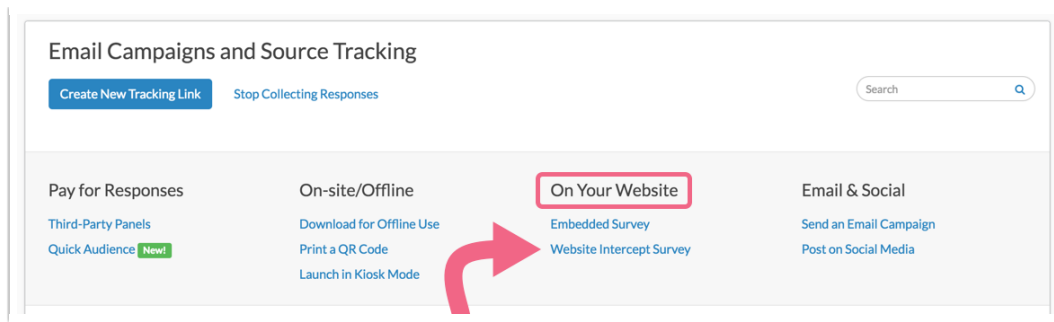 Email Campaigns and Source Tracking
Create New Tracking Link
Stop Collecting Responses
Search
Pay for Responses
Third-Party Panels
Quick Audience New!
On-site/Offline
Download for Offline Use
Print a QR Code
Launch in Kiosk Mode
On Your Website
Embedded Survey
Website Intercept Survey
Email & Social
Send an Email Campaign
Post on Social Media